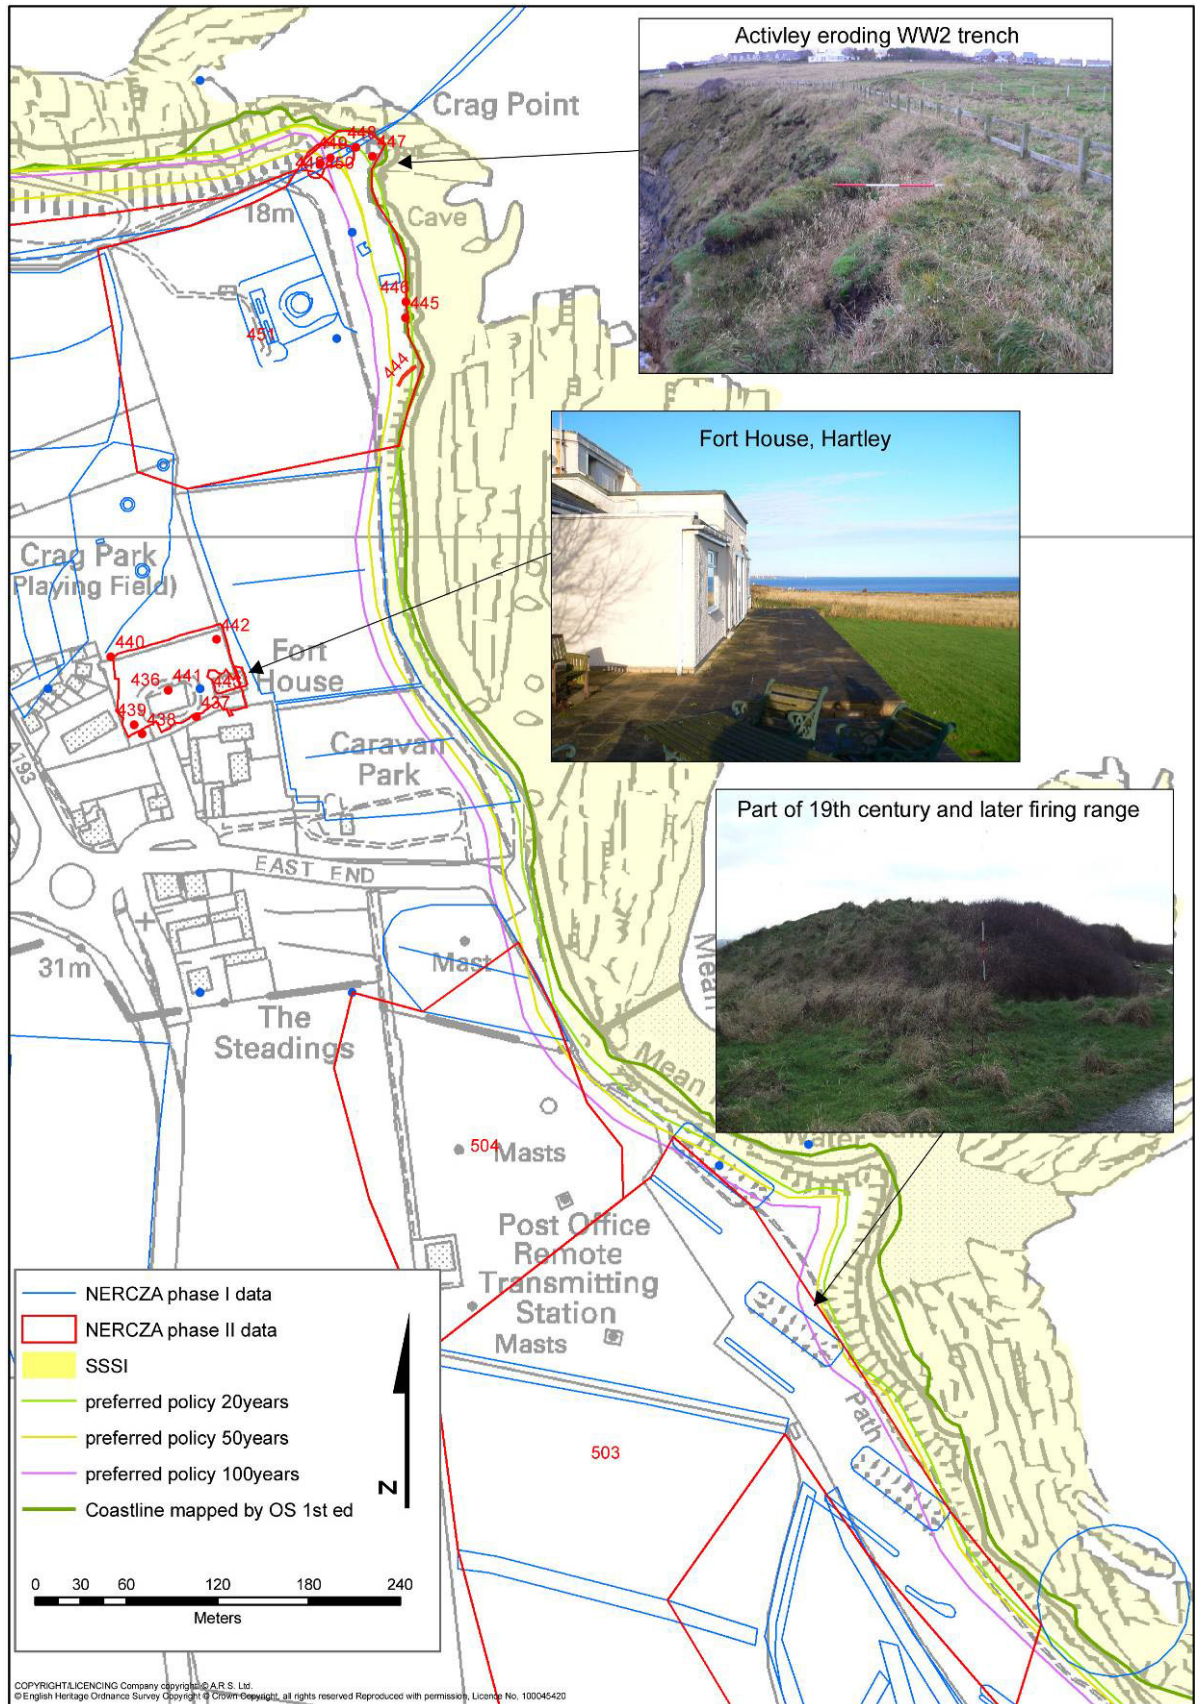 Activley eroding WW2 trench
Crag Point
448
449
447
450
18m
Cave
446
445
451
444
Fort House, Hartley
Crag Park
Playing Field)
442
440
Fort
House
436
441
443
437
439
438
A193
Caravan
Park
Part of 19th century and later firing range
EAST END
Mean
31m
Mast
The
Steadings
Mean
504
Masts
Post Office
Remote
Transmitting
Station
Masts
Path
503
NERCZA phase I data
NERCZA phase II data
SSSI
preferred policy 20years
preferred policy 50years
preferred policy 100years
Coastline mapped by OS 1st ed
N
0 30 60 120 180 240
Meters
COPYRIGHT/LICENCING Company copyright © A.R.S. Ltd.
© English Heritage Ordnance Survey Copyright © Crown Copyright, all rights reserved Reproduced with permission, Licence No. 100045420